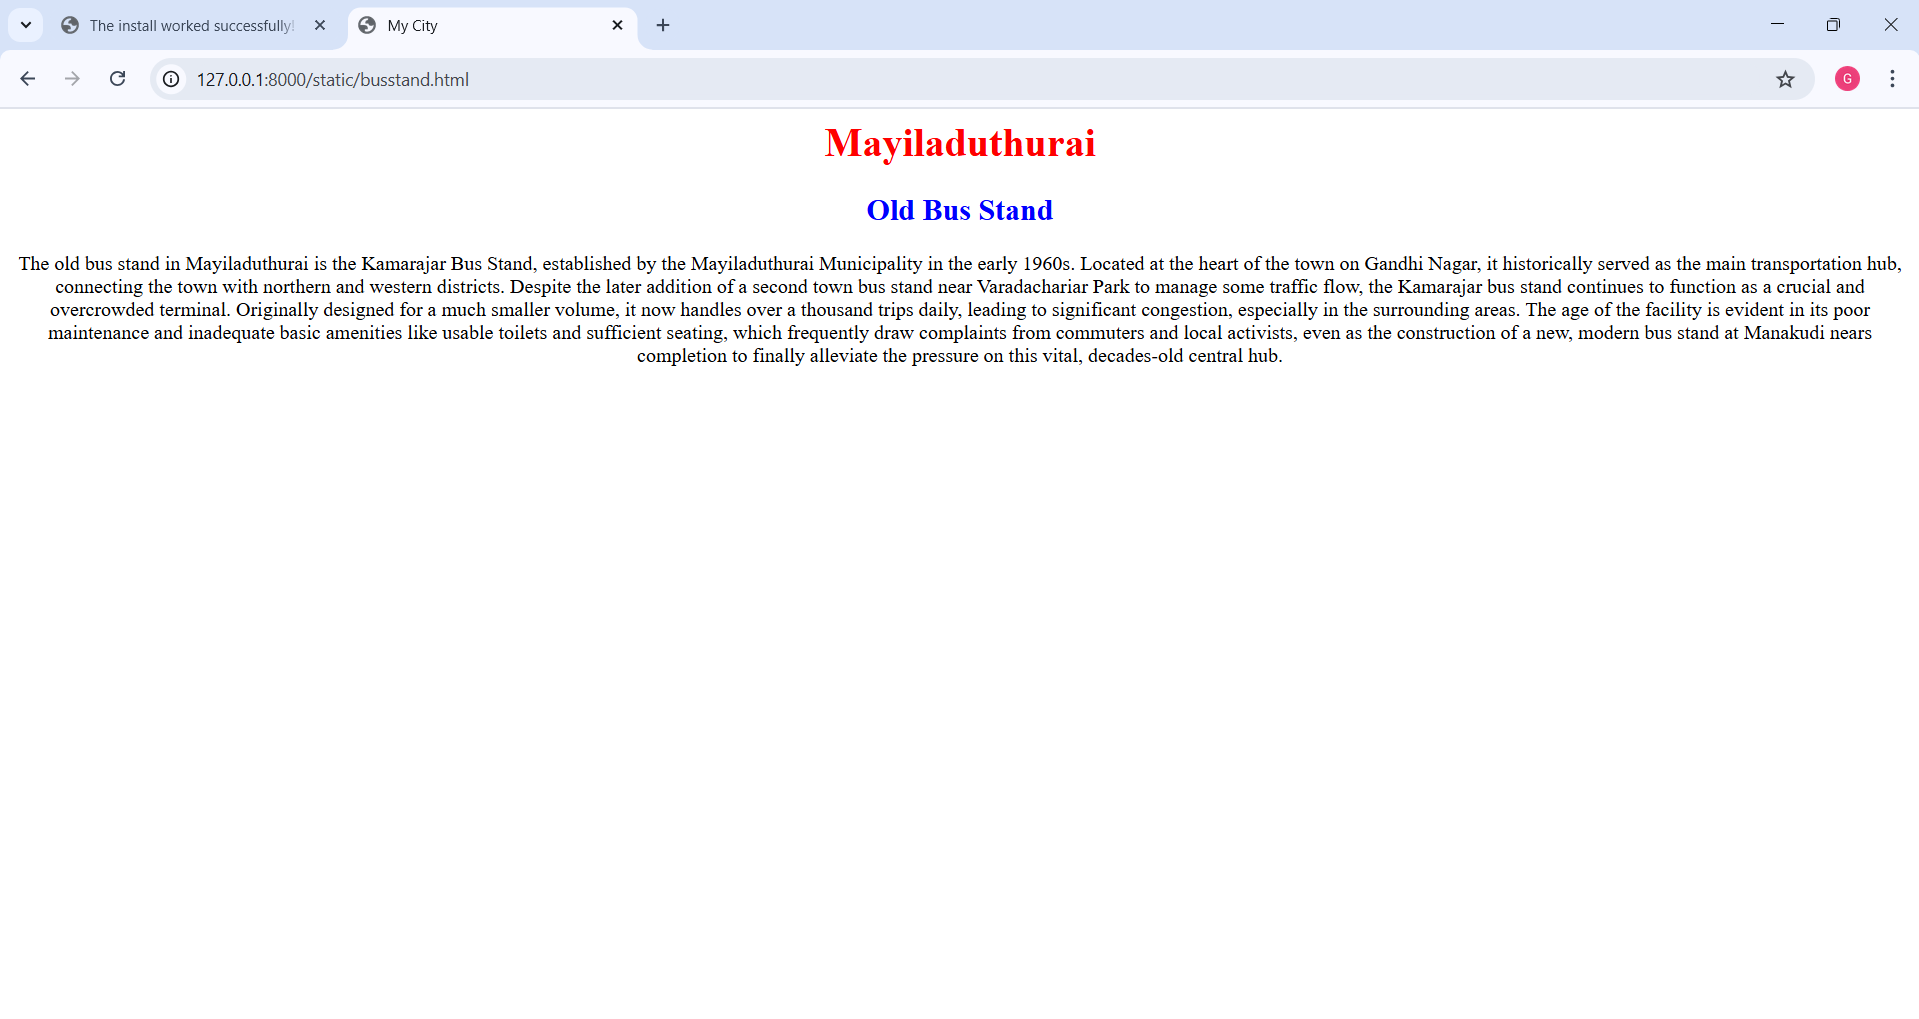 The install worked successfully!
My City
127.0.0.1:8000/static/busstand.html
G
Mayiladuthurai
Old Bus Stand
The old bus stand in Mayiladuthurai is the Kamarajar Bus Stand, established by the Mayiladuthurai Municipality in the early 1960s. Located at the heart of the town on Gandhi Nagar, it historically served as the main transportation hub,
connecting the town with northern and western districts. Despite the later addition of a second town bus stand near Varadachariar Park to manage some traffic flow, the Kamarajar bus stand continues to function as a crucial and
overcrowded terminal. Originally designed for a much smaller volume, it now handles over a thousand trips daily, leading to significant congestion, especially in the surrounding areas. The age of the facility is evident in its poor
maintenance and inadequate basic amenities like usable toilets and sufficient seating, which frequently draw complaints from commuters and local activists, even as the construction of a new, modern bus stand at Manakudi nears
completion to finally alleviate the pressure on this vital, decades-old central hub.